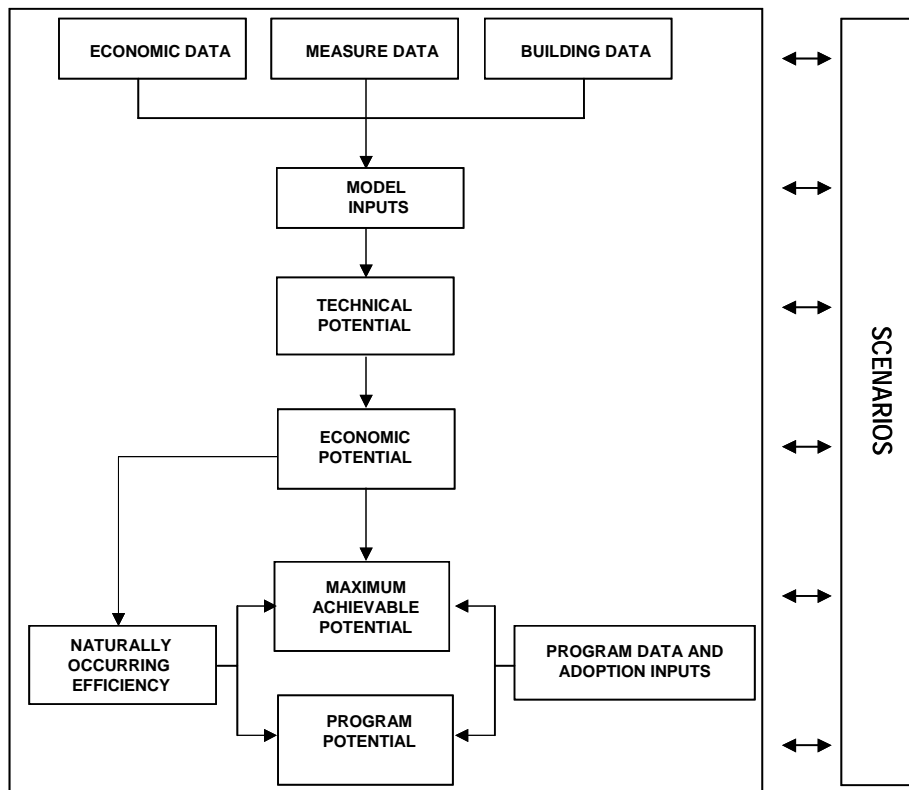 ECONOMIC DATA
MEASURE DATA
BUILDING DATA
MODEL
INPUTS
TECHNICAL
POTENTIAL
ECONOMIC
POTENTIAL
MAXIMUM
ACHIEVABLE
POTENTIAL
NATURALLY
OCCURRING
EFFICIENCY
PROGRAM DATA AND
ADOPTION INPUTS
PROGRAM
POTENTIAL
SCENARIOS